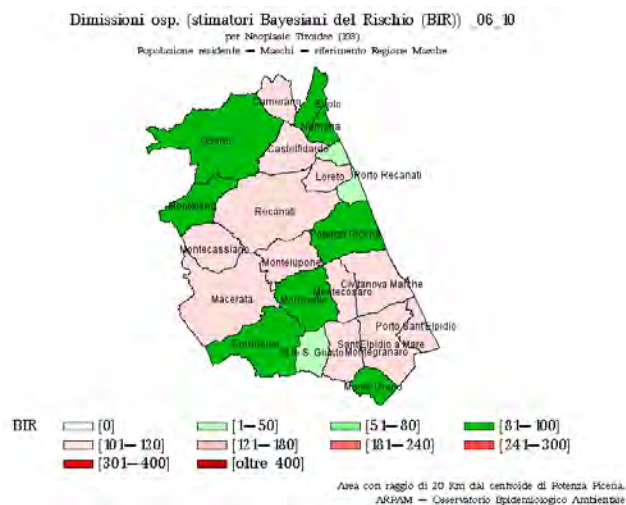 Dimissioni osp. (stimatori Bayesiani del Rischio (BIR)) _06_10
per Neoplasie Tiroidee (193)
Popolazione residente — Maschi — riferimento Regione Marche
Camerano
Sirolo
Numana
Osimo
Castelfidardo
Loreto
Porto Recanati
Montefano
Recanati
Potenza Picena
Montecassiano
Montelupone
Civitanova Marche
Montecosaro
Macerata
Morrovalle
Porto Sant'Elpidio
Corridonia
M.te S. Giusto
Sant'Elpidio a Mare
Montegranaro
Monte Urano
BIR
[0]
[1—50]
[51—80]
[81—100]
[101—120]
[121—180]
[181—240]
[241—300]
[301—400]
[oltre 400]
Area con raggio di 20 Km dal centroide di Potenza Picena.
ARPAM — Osservatorio Epidemiologico Ambientale